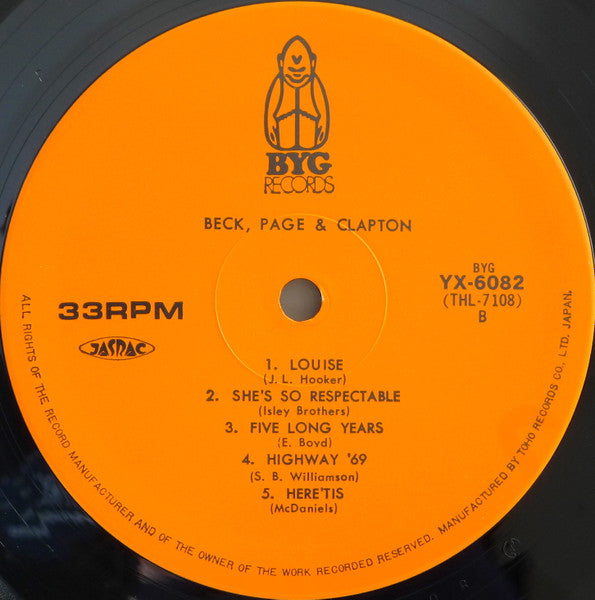 BYG
RECORDS
BECK, PAGE & CLAPTON
33RPM
JASRAC
BYG
YX-6082
(THL-7108)
B
1. LOUISE
(J. L. Hooker)
2. SHE'S SO RESPECTABLE
(Isley Brothers)
3. FIVE LONG YEARS
(E. Boyd)
4. HIGHWAY '69
(S. B. Williamson)
5. HERE'TIS
(McDaniels)
ALL RIGHTS OF THE RECORD MANUFACTURER AND OF THE OWNER OF THE WORK RECORDED RESERVED. MANUFACTURED BY TOHO RECORDS CO., LTD. JAPAN.